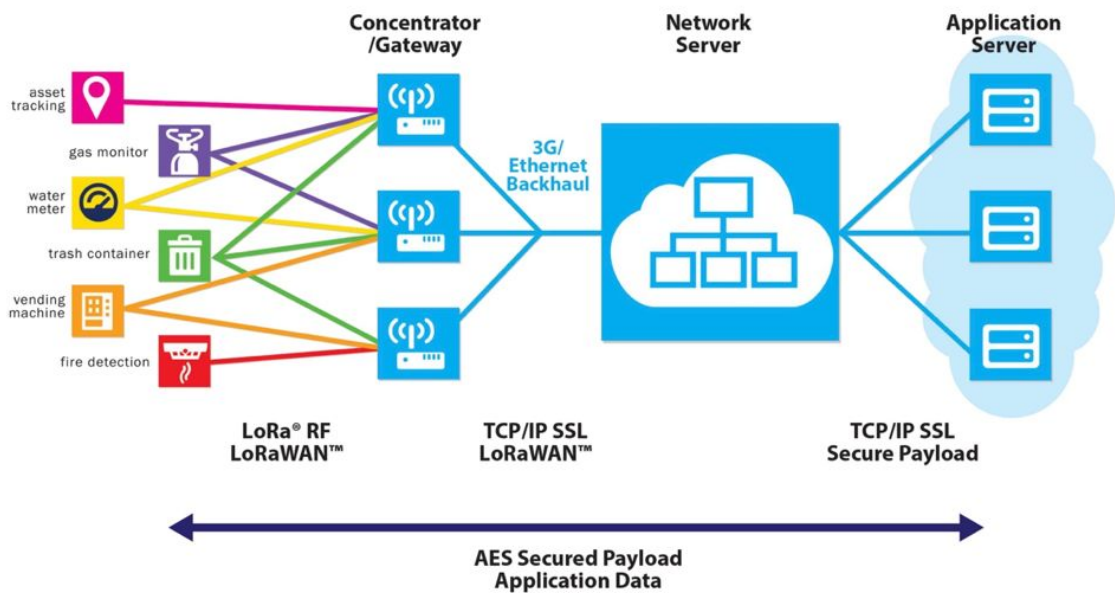 Concentrator
/Gateway
Network
Server
Application
Server
asset
tracking
gas monitor
water
meter
trash container
vending
machine
fire detection
3G/
Ethernet
Backhaul
LoRa® RF
LoRaWAN™
TCP/IP SSL
LoRaWAN™
TCP/IP SSL
Secure Payload
AES Secured Payload
Application Data